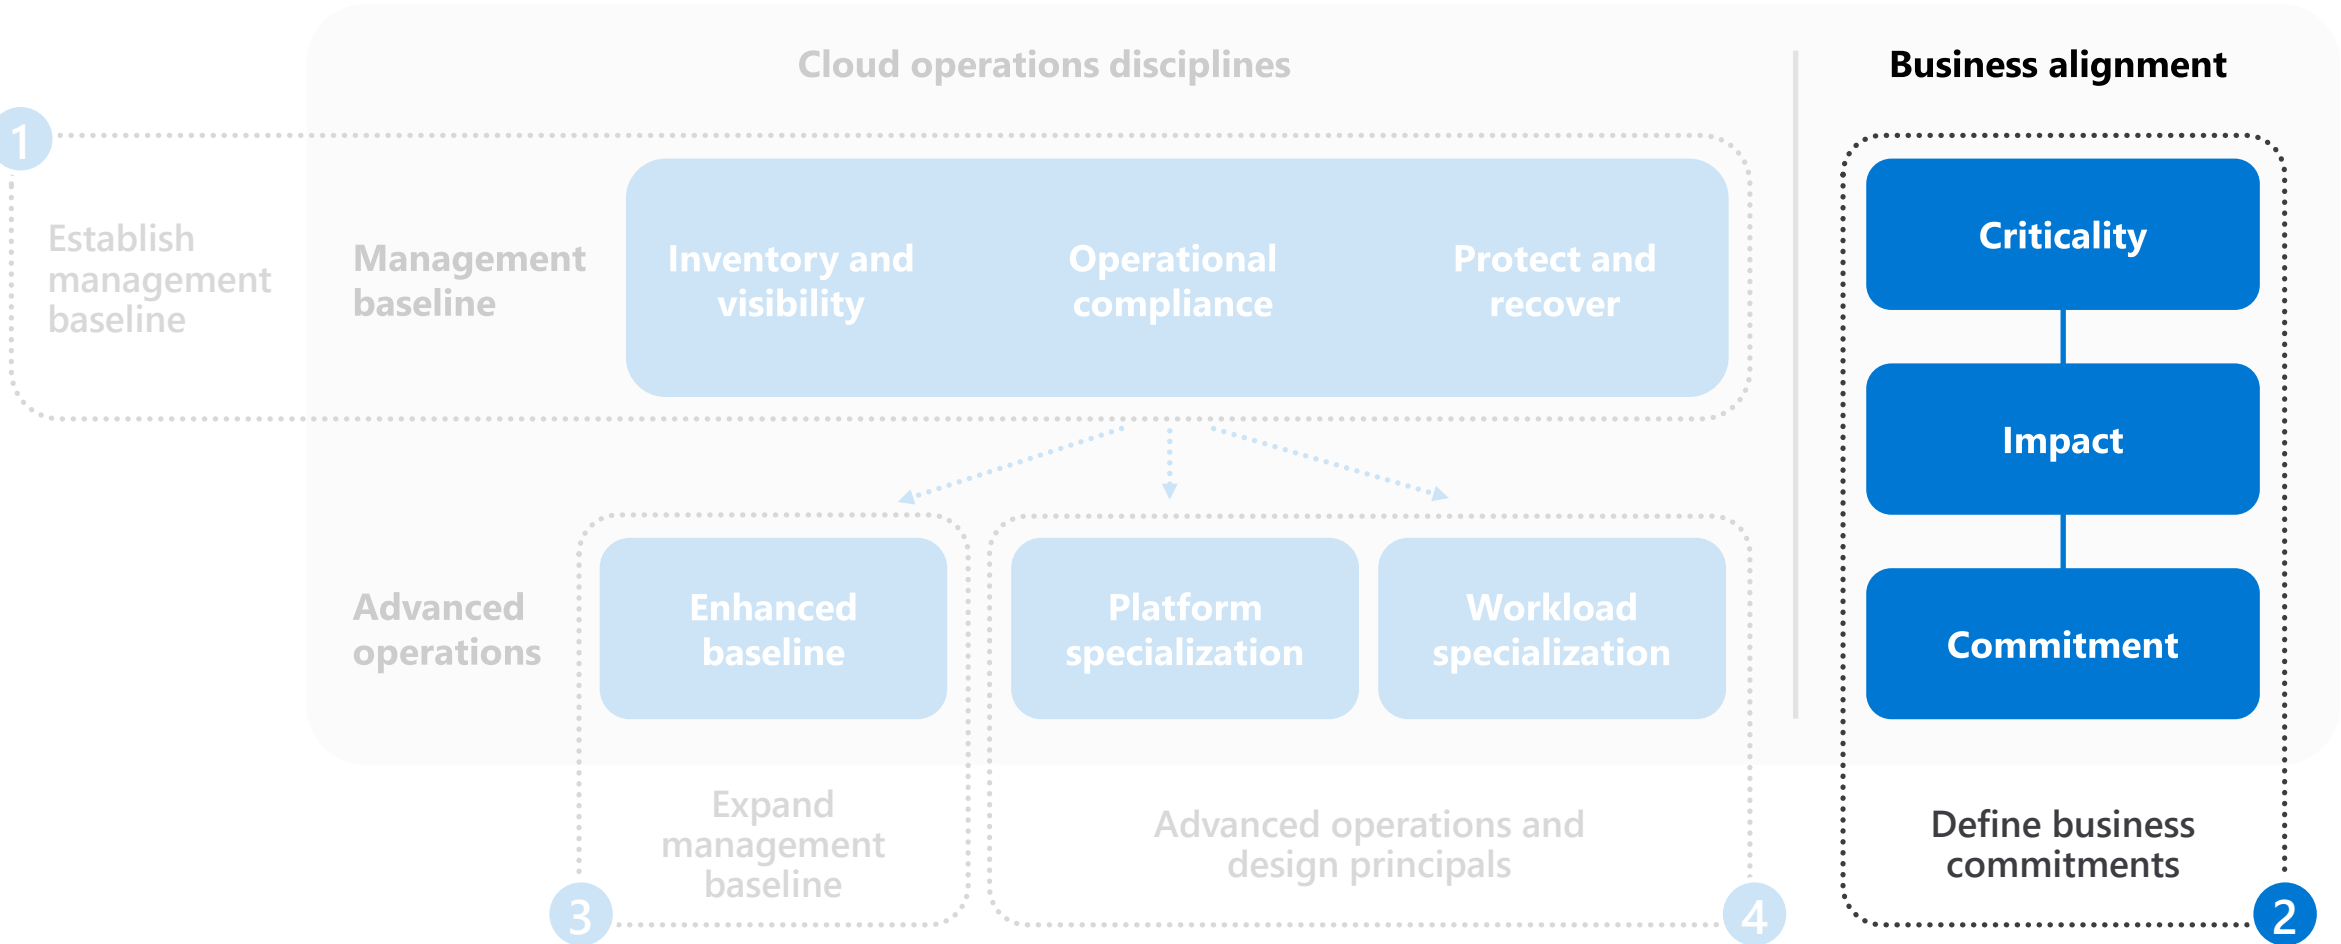 Cloud operations disciplines
Business alignment
1
Establish
management
baseline
Management
baseline
Inventory and
visibility
Operational
compliance
Protect and
recover
Criticality
Impact
Commitment
Advanced
operations
Enhanced
baseline
Platform
specialization
Workload
specialization
Expand
management
baseline
3
Advanced operations and
design principals
4
Define business
commitments
2